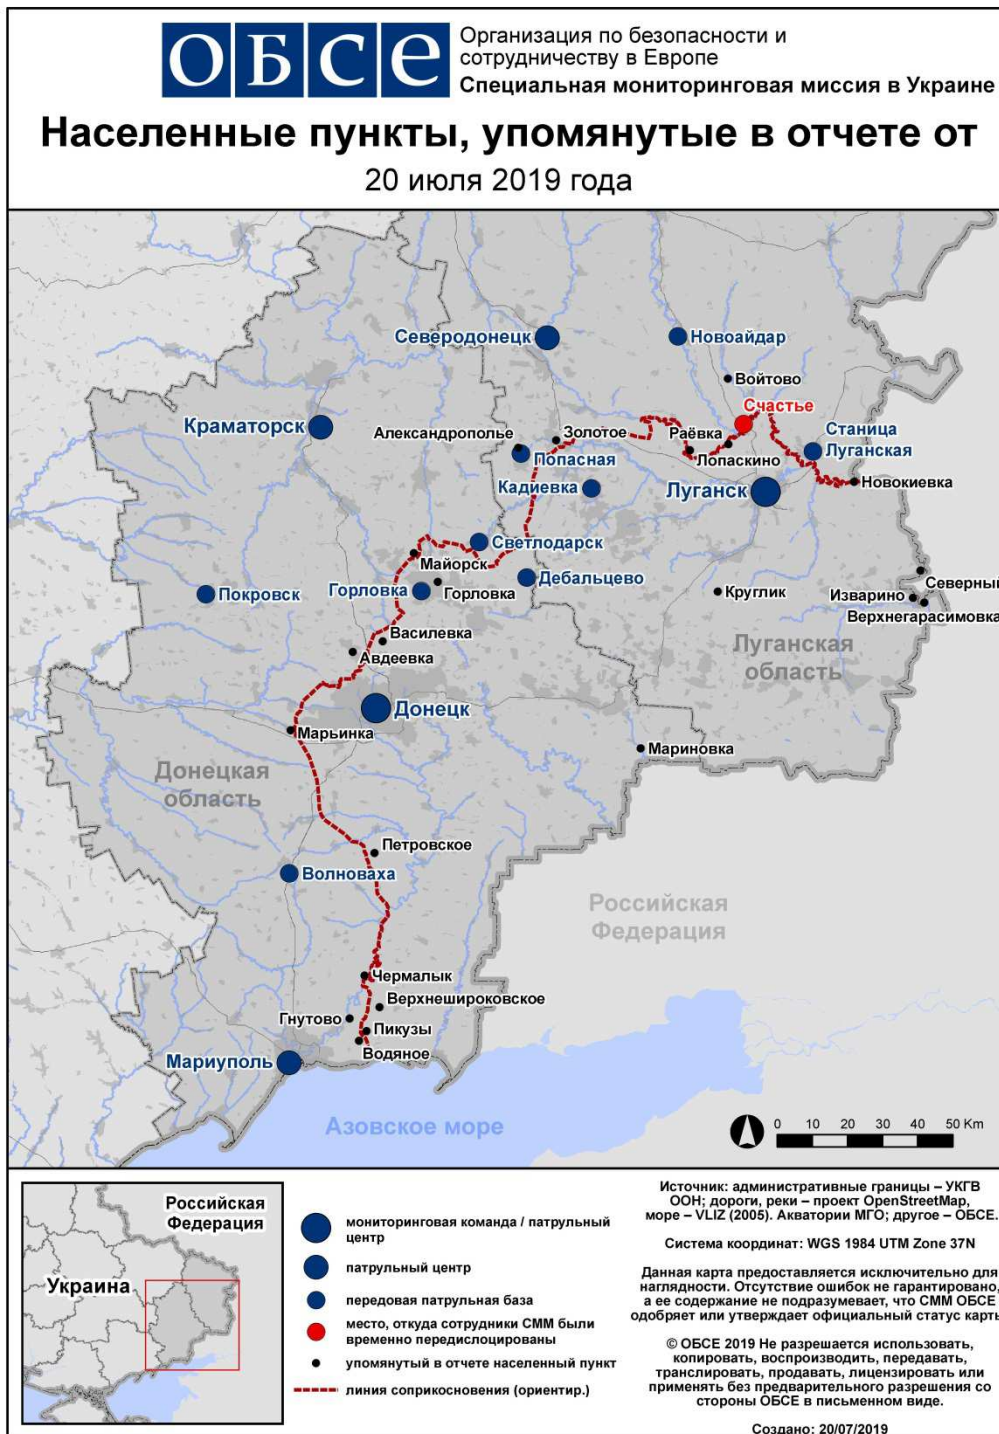 ОБСЕ
Организация по безопасности и
сотрудничеству в Европе
Специальная мониторинговая миссия в Украине
Населенные пункты, упомянутые в отчете от
20 июля 2019 года
Северодонецк
Новоайдар
Войтово
Счастье
Краматорск
Александрополье
Золотое
Раёвка
Станица
Луганская
Лопаскино
Попасная
Кадиевка
Луганск
Новокиевка
Светлодарск
Майорск
Дебальцево
Северный
Покровск
Горловка
Горловка
Круглик
Изварино
Верхнегарасимовка
Василевка
Авдеевка
Луганская
область
Донецк
Марьинка
Мариновка
Донецкая
область
Петровское
Волноваха
Российская
Федерация
Чермалык
Верхнешироковское
Гнутово
Пикузы
Водяное
Мариуполь
Азовское море
0 10 20 30 40 50 Km
Российская
Федерация
Украина
мониторинговая команда / патрульный
центр
патрульный центр
передовая патрульная база
место, откуда сотрудники СММ были
временно передислоцированы
упомянутый в отчете населенный пункт
линия соприкосновения (ориентир.)
Источник: административные границы – УКГВ
ООН; дороги, реки – проект OpenStreetMap,
море – VLIZ (2005). Акватории МГО; другое – ОБСЕ.
Система координат: WGS 1984 UTM Zone 37N
Данная карта предоставляется исключительно для
наглядности. Отсутствие ошибок не гарантировано,
а ее содержание не подразумевает, что СММ ОБСЕ
одобряет или утверждает официальный статус карты
© ОБСЕ 2019 Не разрешается использовать,
копировать, воспроизводить, передавать,
транслировать, продавать, лицензировать или
применять без предварительного разрешения со
стороны ОБСЕ в письменном виде.
Создано: 20/07/2019